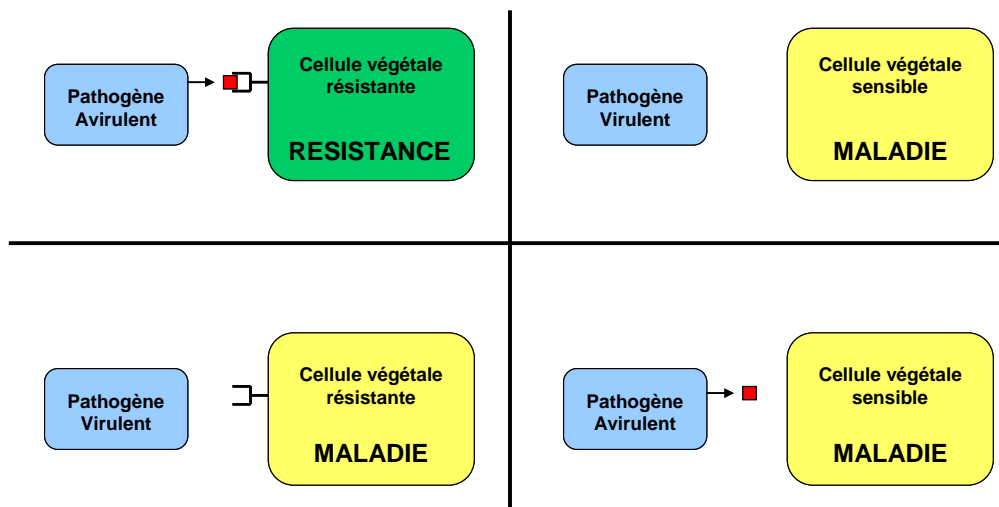 Pathogène
Avirulent
Cellule végétale
résistante
RESISTANCE
Pathogène
Virulent
Cellule végétale
sensible
MALADIE
Pathogène
Virulent
Cellule végétale
résistante
MALADIE
Pathogène
Avirulent
Cellule végétale
sensible
MALADIE